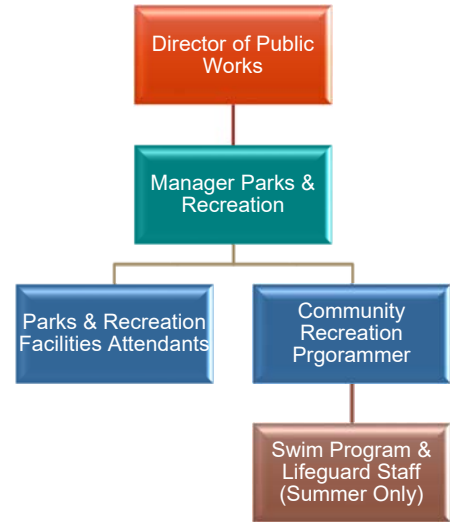 Director of Public
Works
Manager Parks &
Recreation
Parks & Recreation
Facilities Attendants
Community
Recreation
Prgorammer
Swim Program &
Lifeguard Staff
(Summer Only)